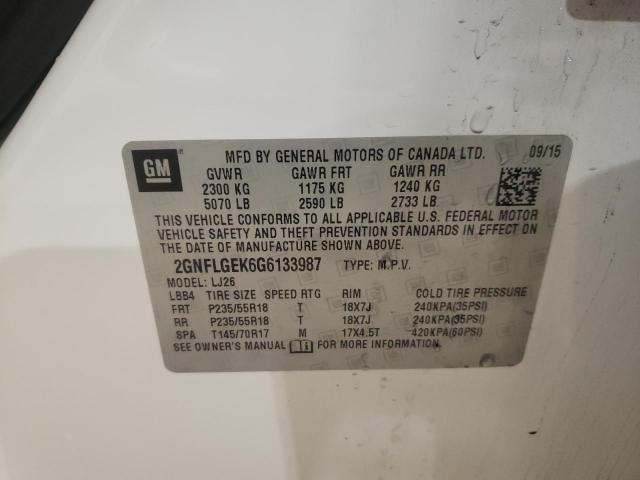 GM ® MFD BY GENERAL MOTORS OF CANADA LTD. 09/15
GVWR GAWR FRT GAWR RR
2300 KG 1175 KG 1240 KG
5070 LB 2590 LB 2733 LB
THIS VEHICLE CONFORMS TO ALL APPLICABLE U.S. FEDERAL MOTOR
VEHICLE SAFETY AND THEFT PREVENTION STANDARDS IN EFFECT ON
THE DATE OF MANUFACTURE SHOWN ABOVE.
2GNFLGEK6G6133987 TYPE: M.P.V.
MODEL: LJ26
LBB4 TIRE SIZE SPEED RTG RIM COLD TIRE PRESSURE
FRT P235/55R18 T 18X7J 240KPA(35PSI)
RR P235/55R18 T 18X7J 240KPA(35PSI)
SPA T145/70R17 M 17X4.5T 420KPA(60PSI)
SEE OWNER'S MANUAL FOR MORE INFORMATION